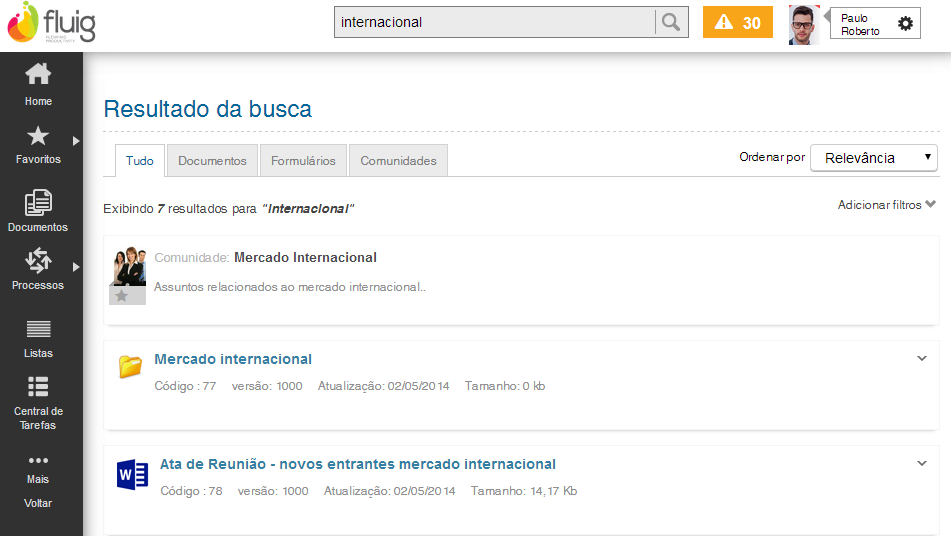 fluig
internacional
30
Paulo
Roberto
Home
Favoritos
Documentos
Processos
Listas
Central de
Tarefas
Mais
Voltar
Resultado da busca
Tudo
Documentos
Formulários
Comunidades
Ordenar por
Relevância
Exibindo 7 resultados para "internacional"
Adicionar filtros
Comunidade: Mercado Internacional
Assuntos relacionados ao mercado internacional..
Mercado internacional
Código : 77 versão: 1000 Atualização: 02/05/2014 Tamanho: 0 kb
W
Ata de Reunião - novos entrantes mercado internacional
Código : 78 versão: 1000 Atualização: 02/05/2014 Tamanho: 14,17 Kb